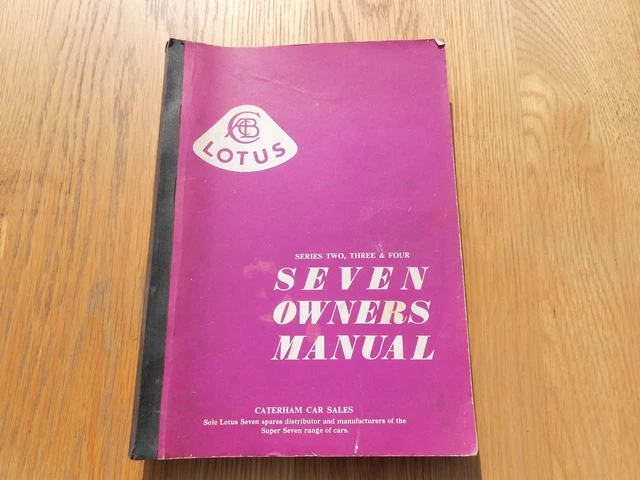 ACBC
LOTUS
SERIES TWO, THREE & FOUR
SEVEN
OWNERS
MANUAL
CATERHAM CAR SALES
Sole Lotus Seven spares distributor and manufacturers of the
Super Seven range of cars.